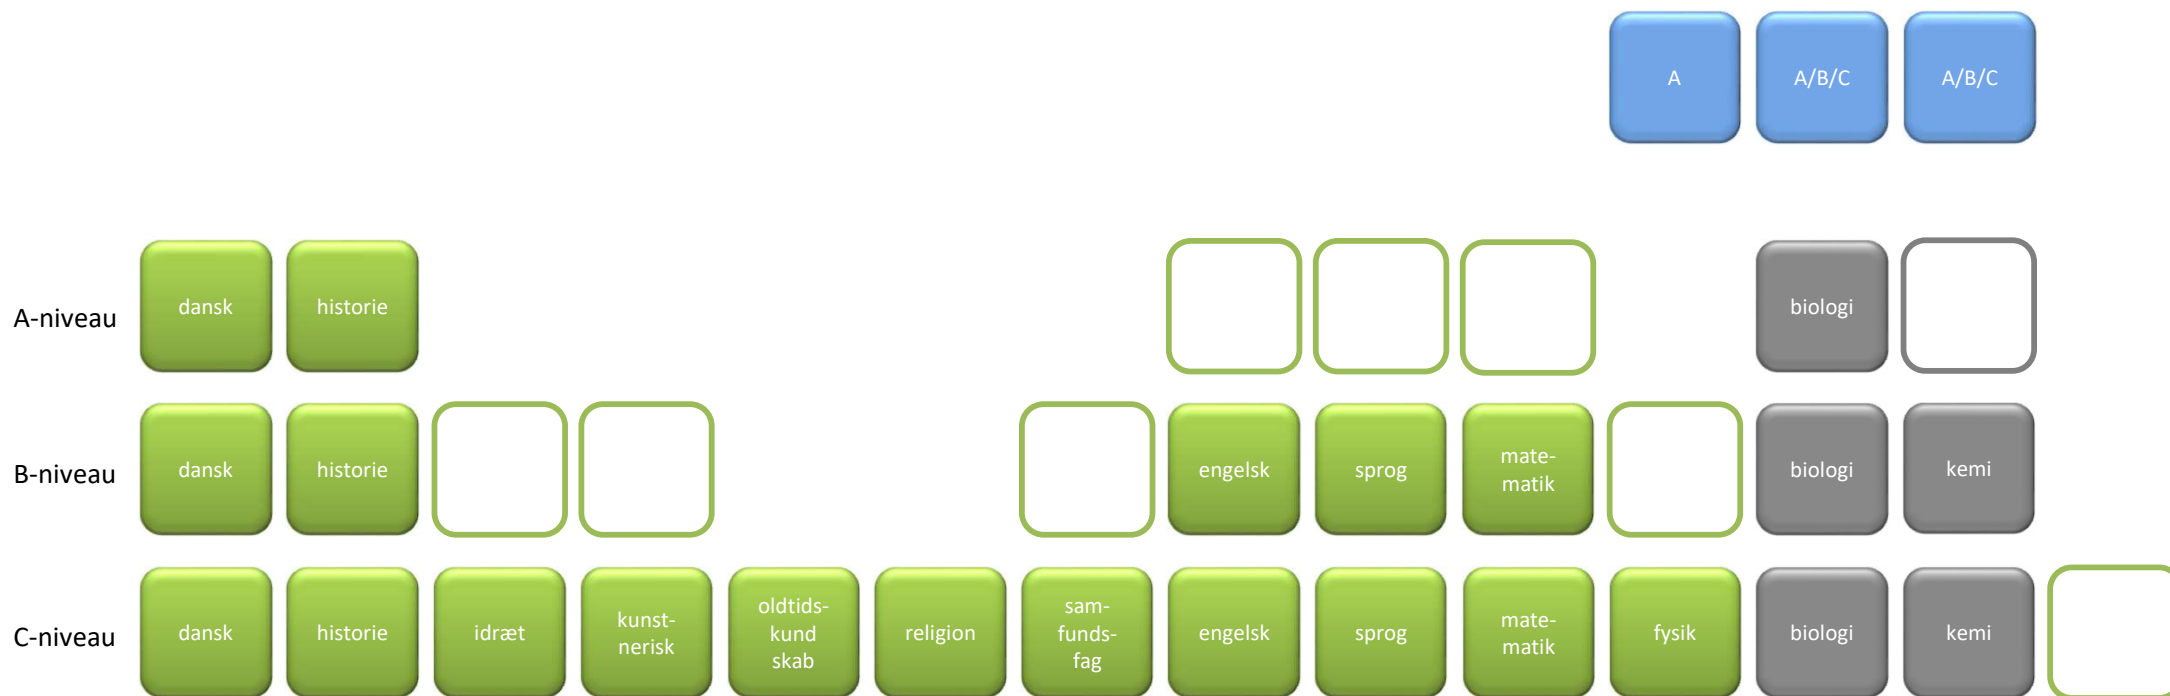 A
A/B/C
A/B/C
A-niveau
dansk
historie
biologi
B-niveau
dansk
historie
engelsk
sprog
mate-
matik
biologi
kemi
C-niveau
dansk
historie
idræt
kunst-
nerisk
oldtids-
kund
skab
religion
sam-
funds-
fag
engelsk
sprog
mate-
matik
fysik
biologi
kemi